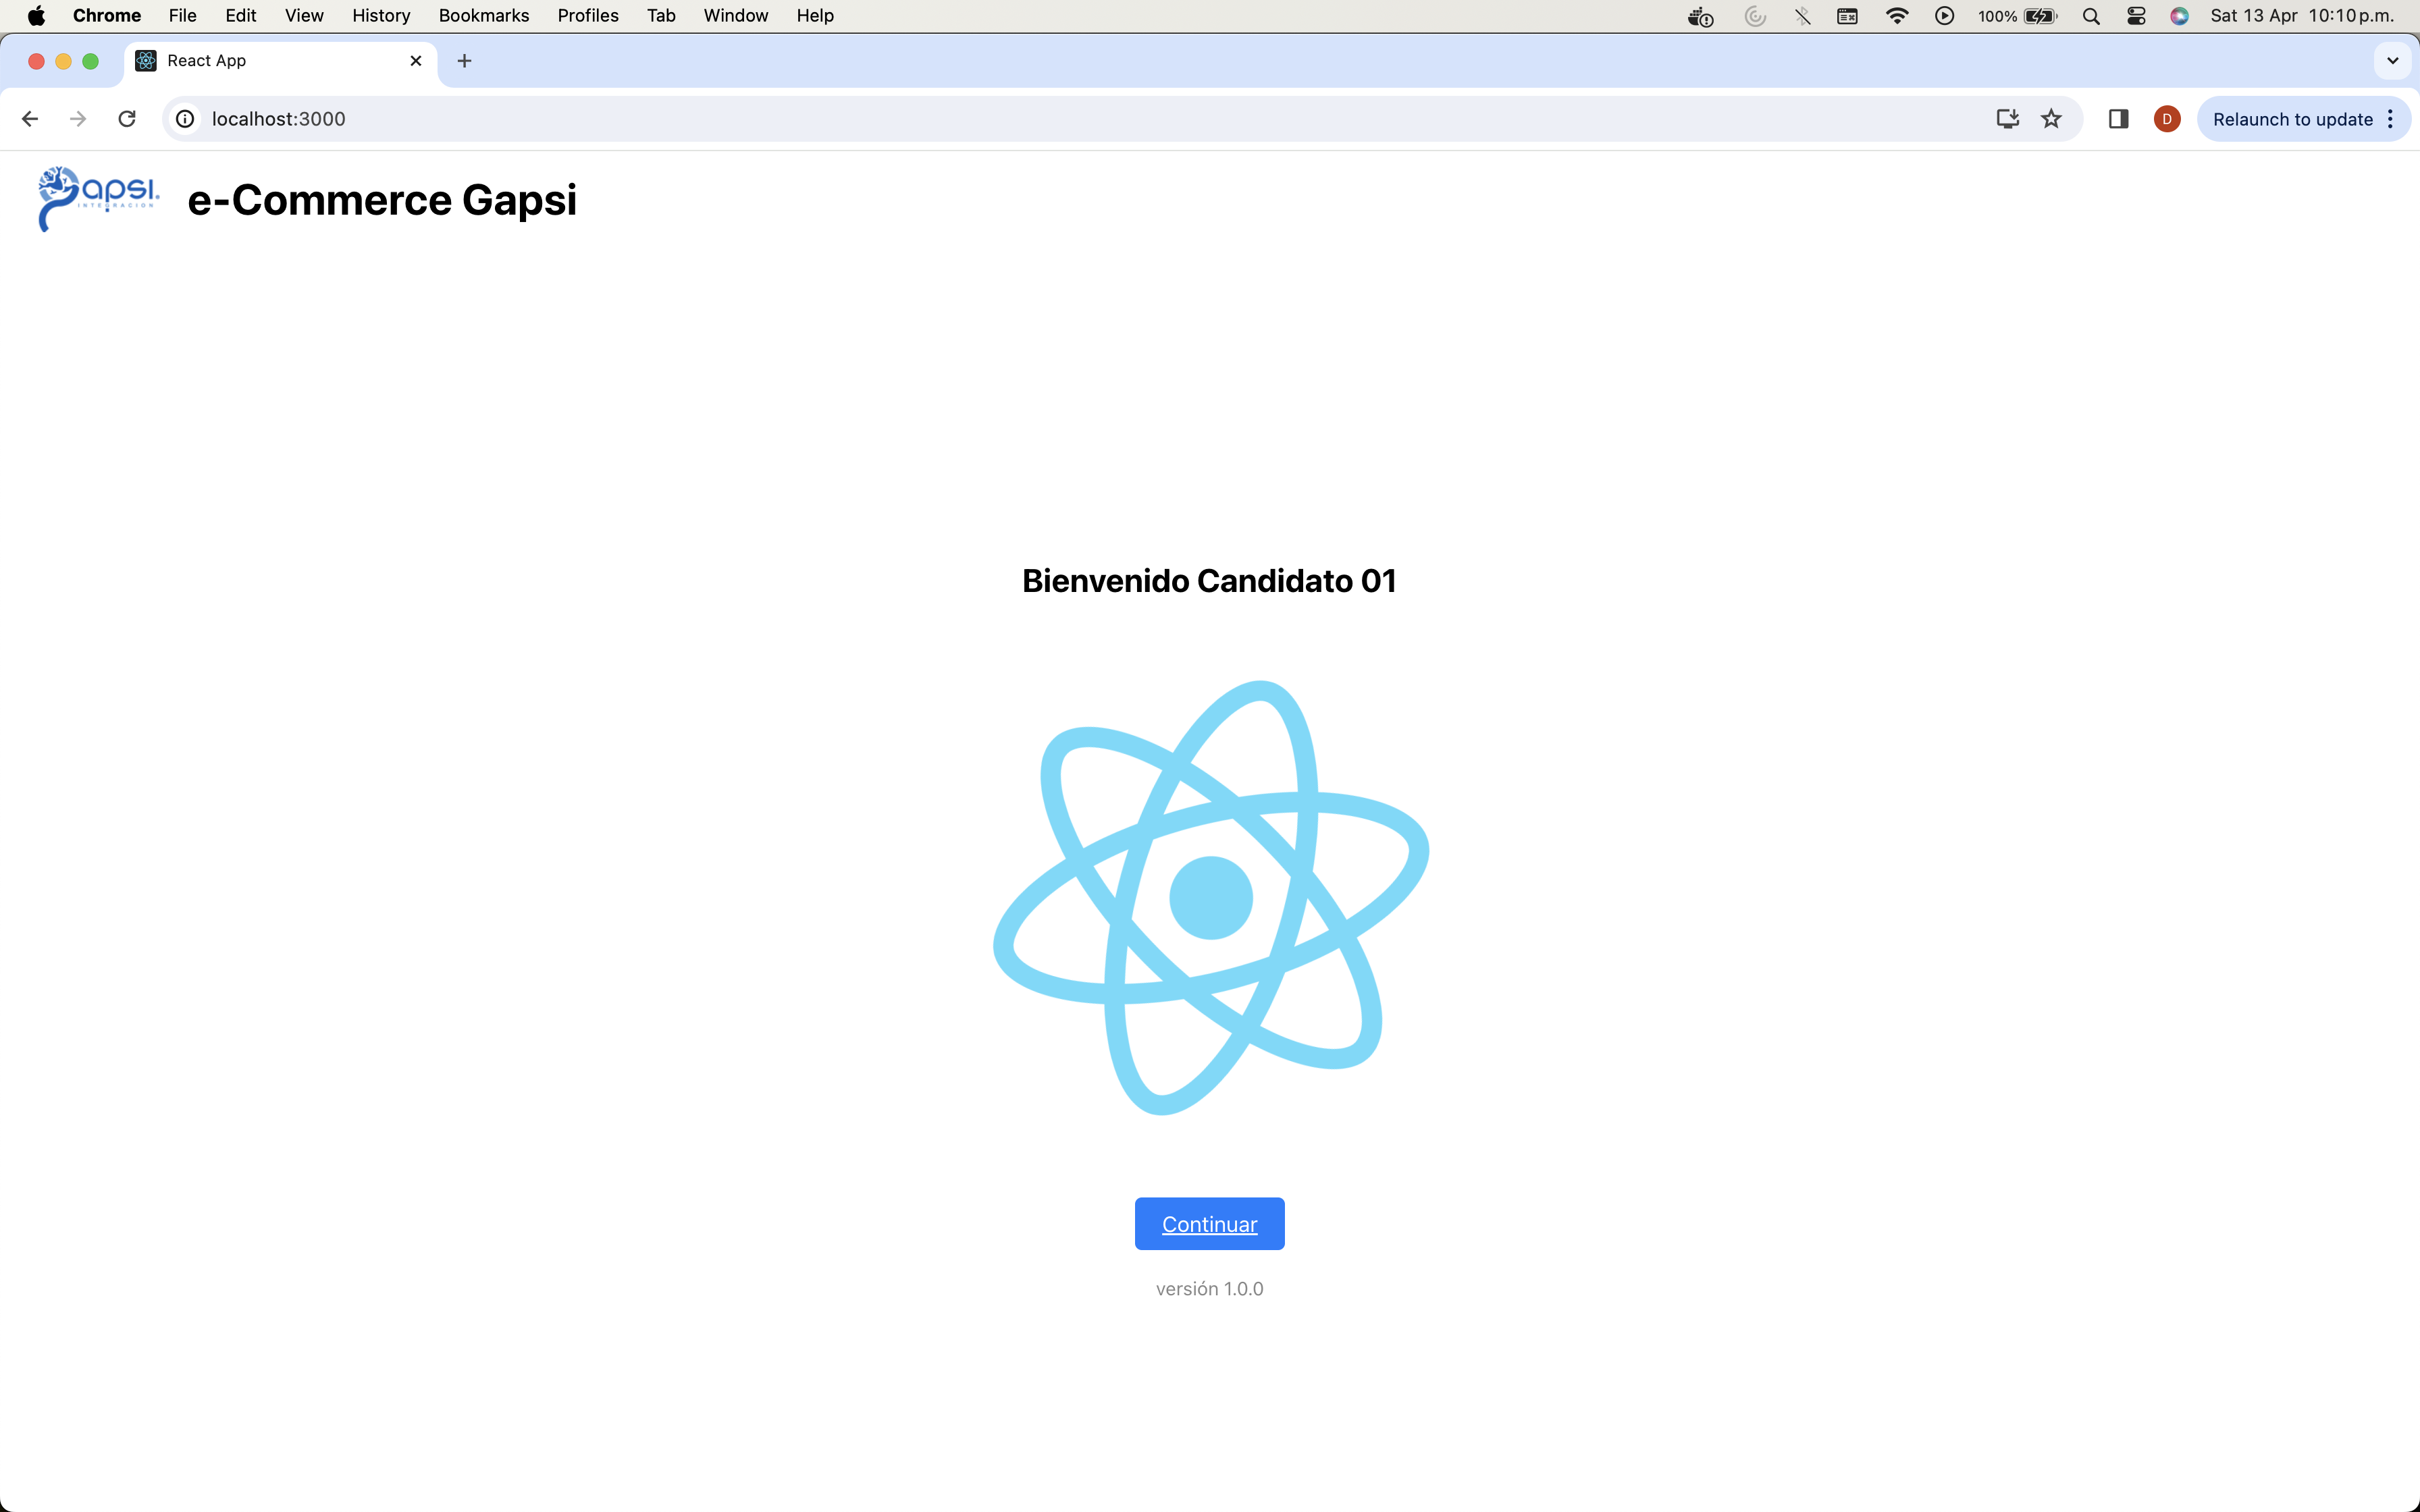 Chrome File Edit View History Bookmarks Profiles Tab Window Help 100% Sat 13 Apr 10:10 p.m.
React App
localhost:3000 D Relaunch to update
apsi. INTEGRACIÓN e-Commerce Gapsi
Bienvenido Candidato 01
Continuar
versión 1.0.0